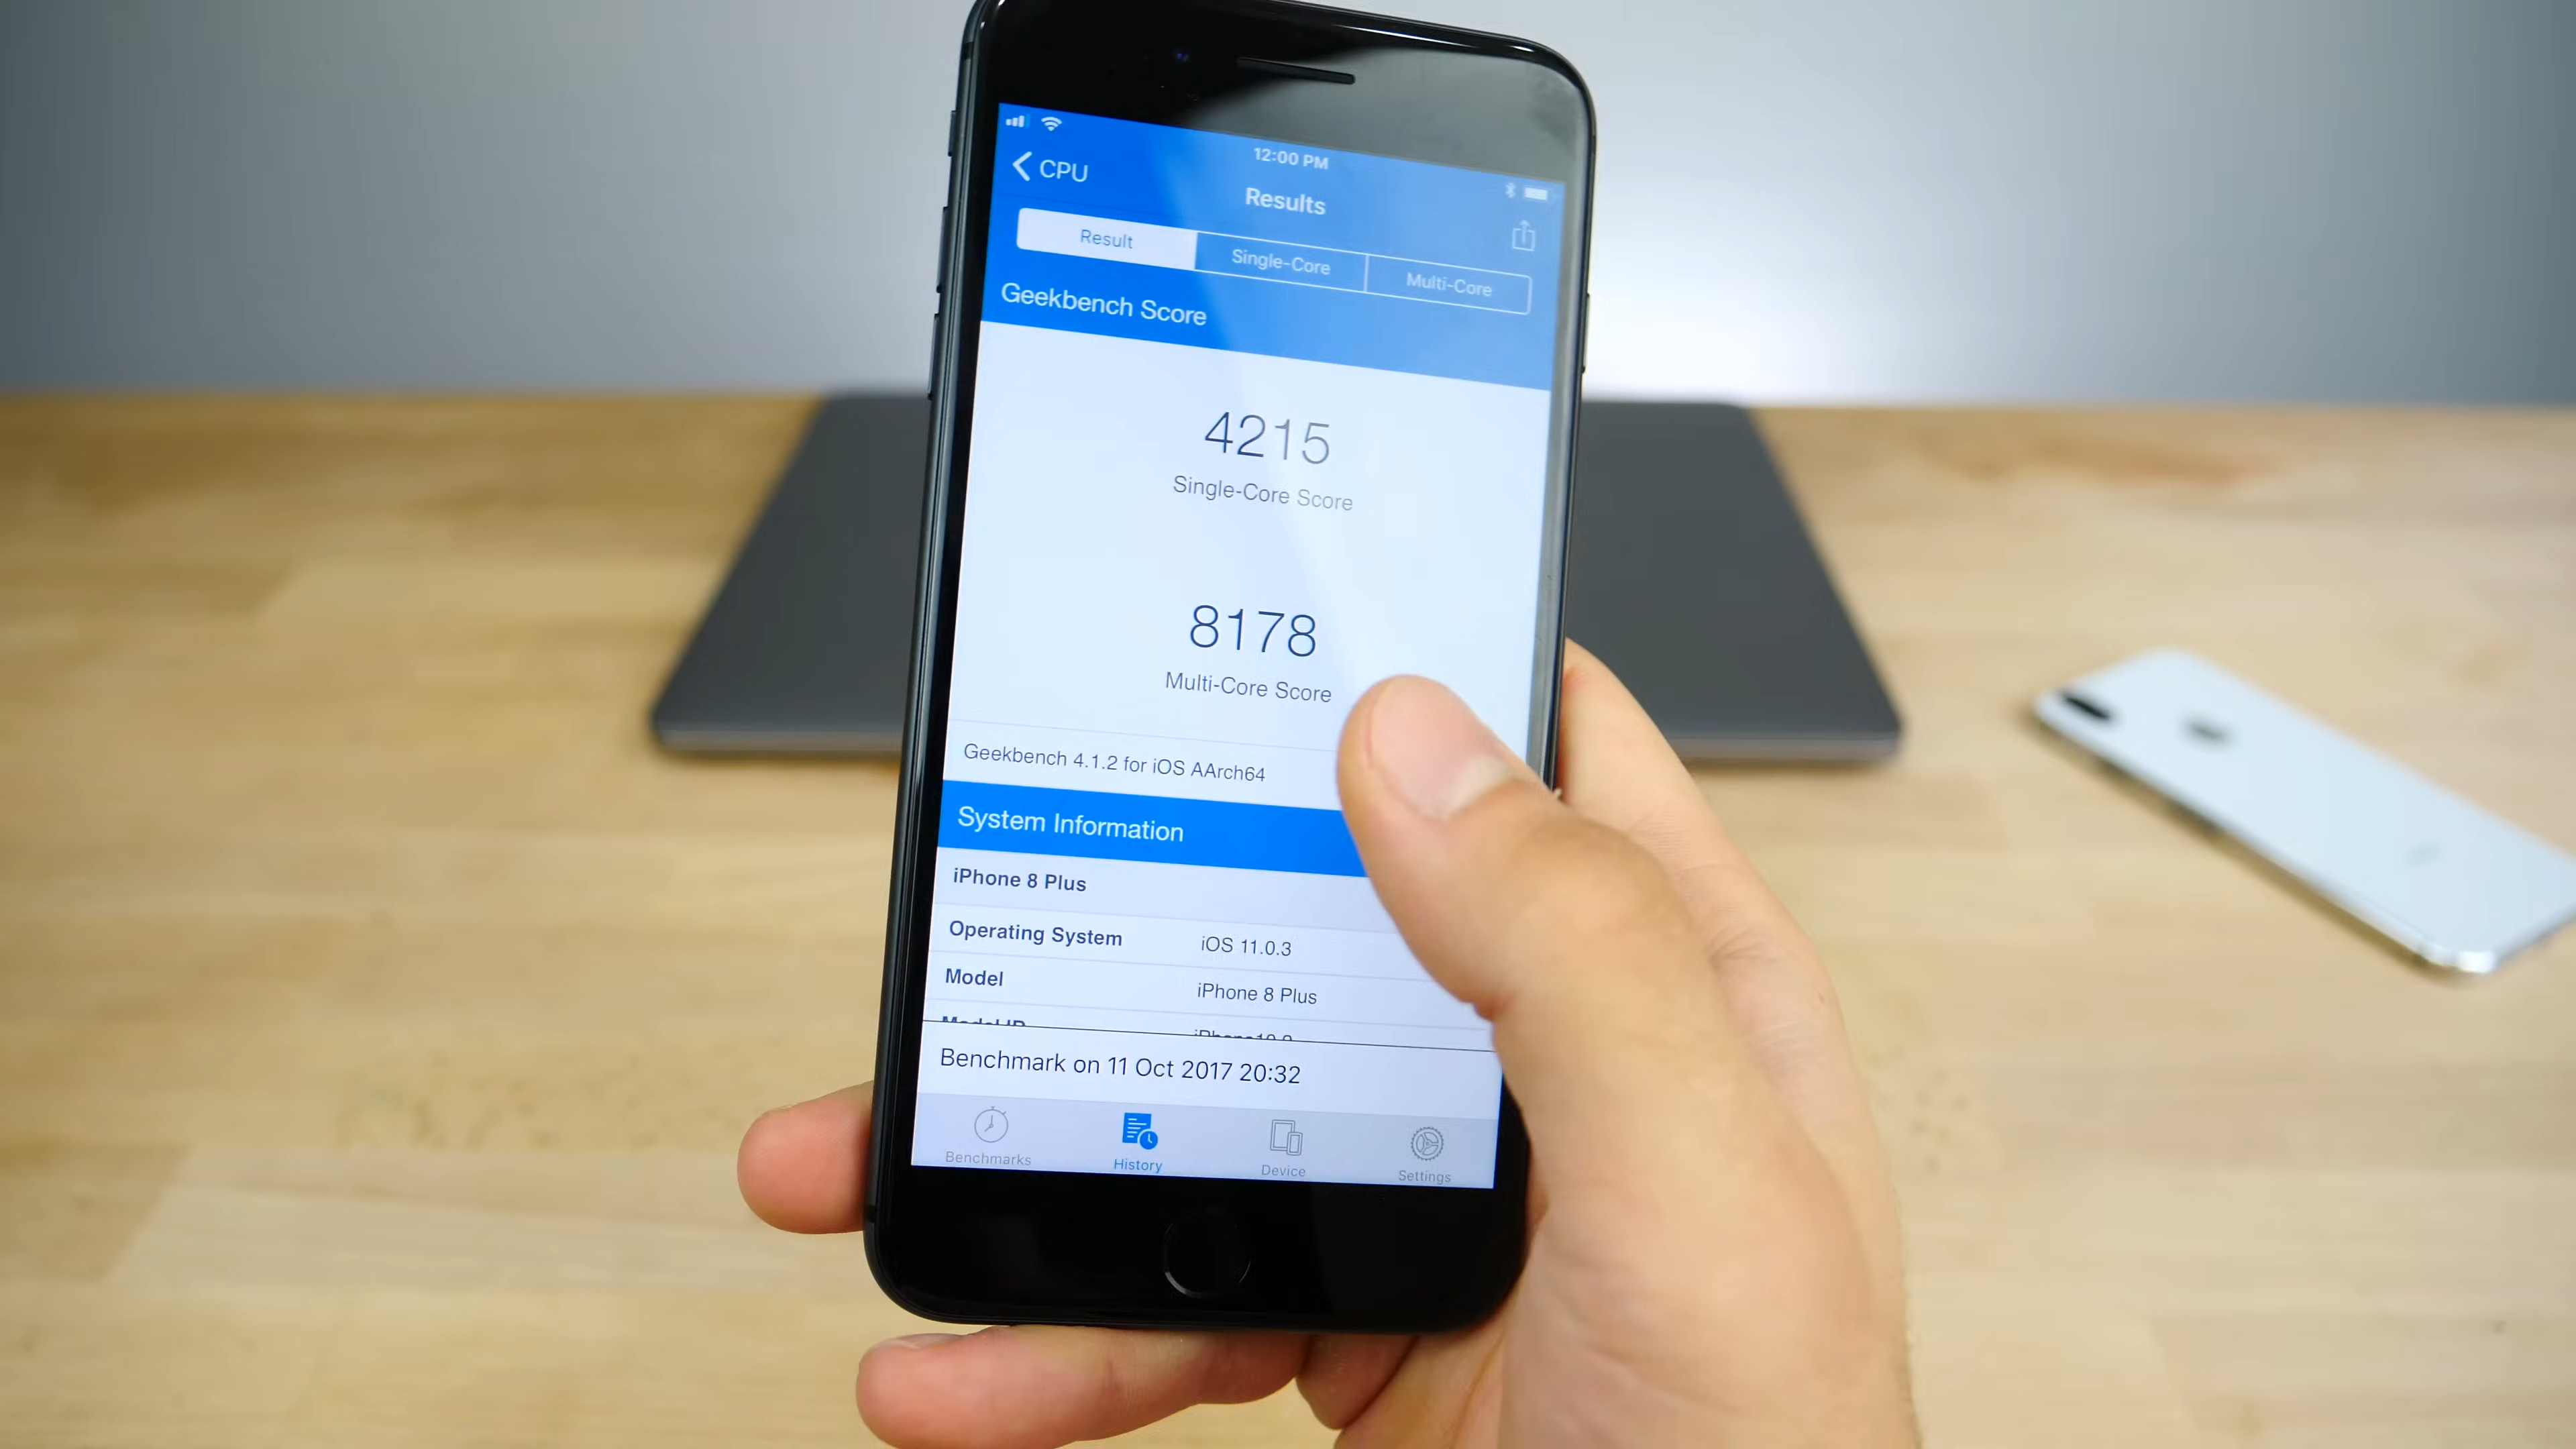 12:00 PM
CPU
Results
Result
Single-Core
Multi-Core
Geekbench Score
4215
Single-Core Score
8178
Multi-Core Score
Geekbench 4.1.2 for iOS AArch64
System Information
iPhone 8 Plus
Operating System iOS 11.0.3
Model iPhone 8 Plus
Model ID
Benchmark on 11 Oct 2017 20:32
Benchmarks
History
Device
Settings